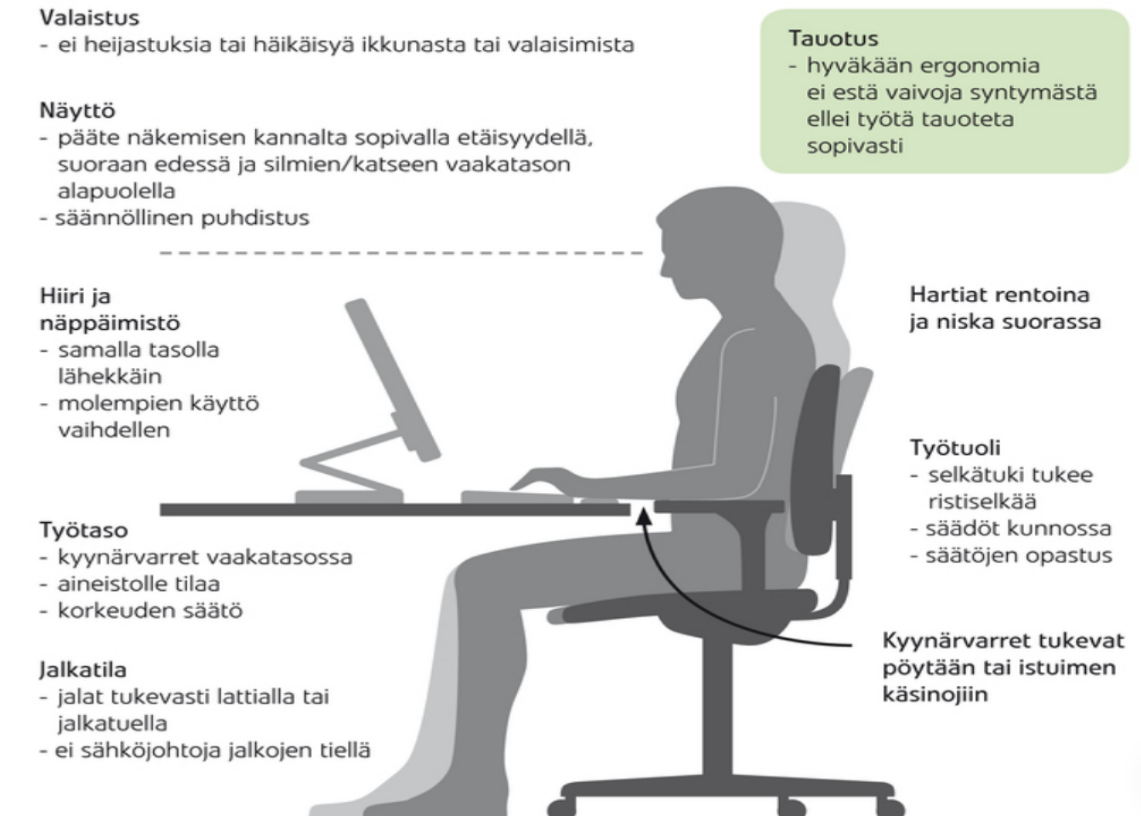 Valaistus
- ei heijastuksia tai häikäisyä ikkunasta tai valaisimista
Näyttö
- pääte näkemisen kannalta sopivalla etäisyydellä,
suoraan edessä ja silmien/katseen vaakatason
alapuolella
- säännöllinen puhdistus
Tauotus
- hyväkään ergonomia
ei estä vaivoja syntymästä
ellei työtä tauoteta
sopivasti
Hiiri ja
näppäimistö
- samalla tasolla
lähekkäin
- molempien käyttö
vaihdellen
Hartiat rentoina
ja niska suorassa
Työtuoli
- selkätuki tukee
ristiselkää
- säädöt kunnossa
- säätöjen opastus
Työtaso
- kyynärvarret vaakatasossa
- aineistolle tilaa
- korkeuden säätö
Kyynärvarret tukevat
pöytään tai istuimen
käsinojiin
Jalkatila
- jalat tukevasti lattialla tai
jalkatuella
- ei sähköjohtoja jalkojen tiellä